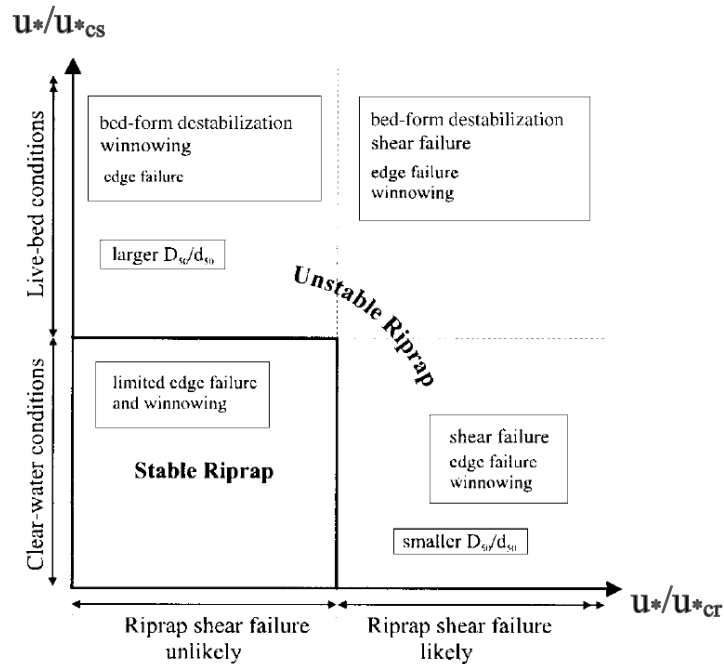 u*/u*cs
Live-bed conditions
bed-form destabilization
winnowing
edge failure
bed-form destabilization
shear failure
edge failure
winnowing
larger D₅₀/d₅₀
Unstable Riprap
Clear-water conditions
limited edge failure
and winnowing
Stable Riprap
shear failure
edge failure
winnowing
smaller D₅₀/d₅₀
u*/u*cr
Riprap shear failure
unlikely
Riprap shear failure
likely